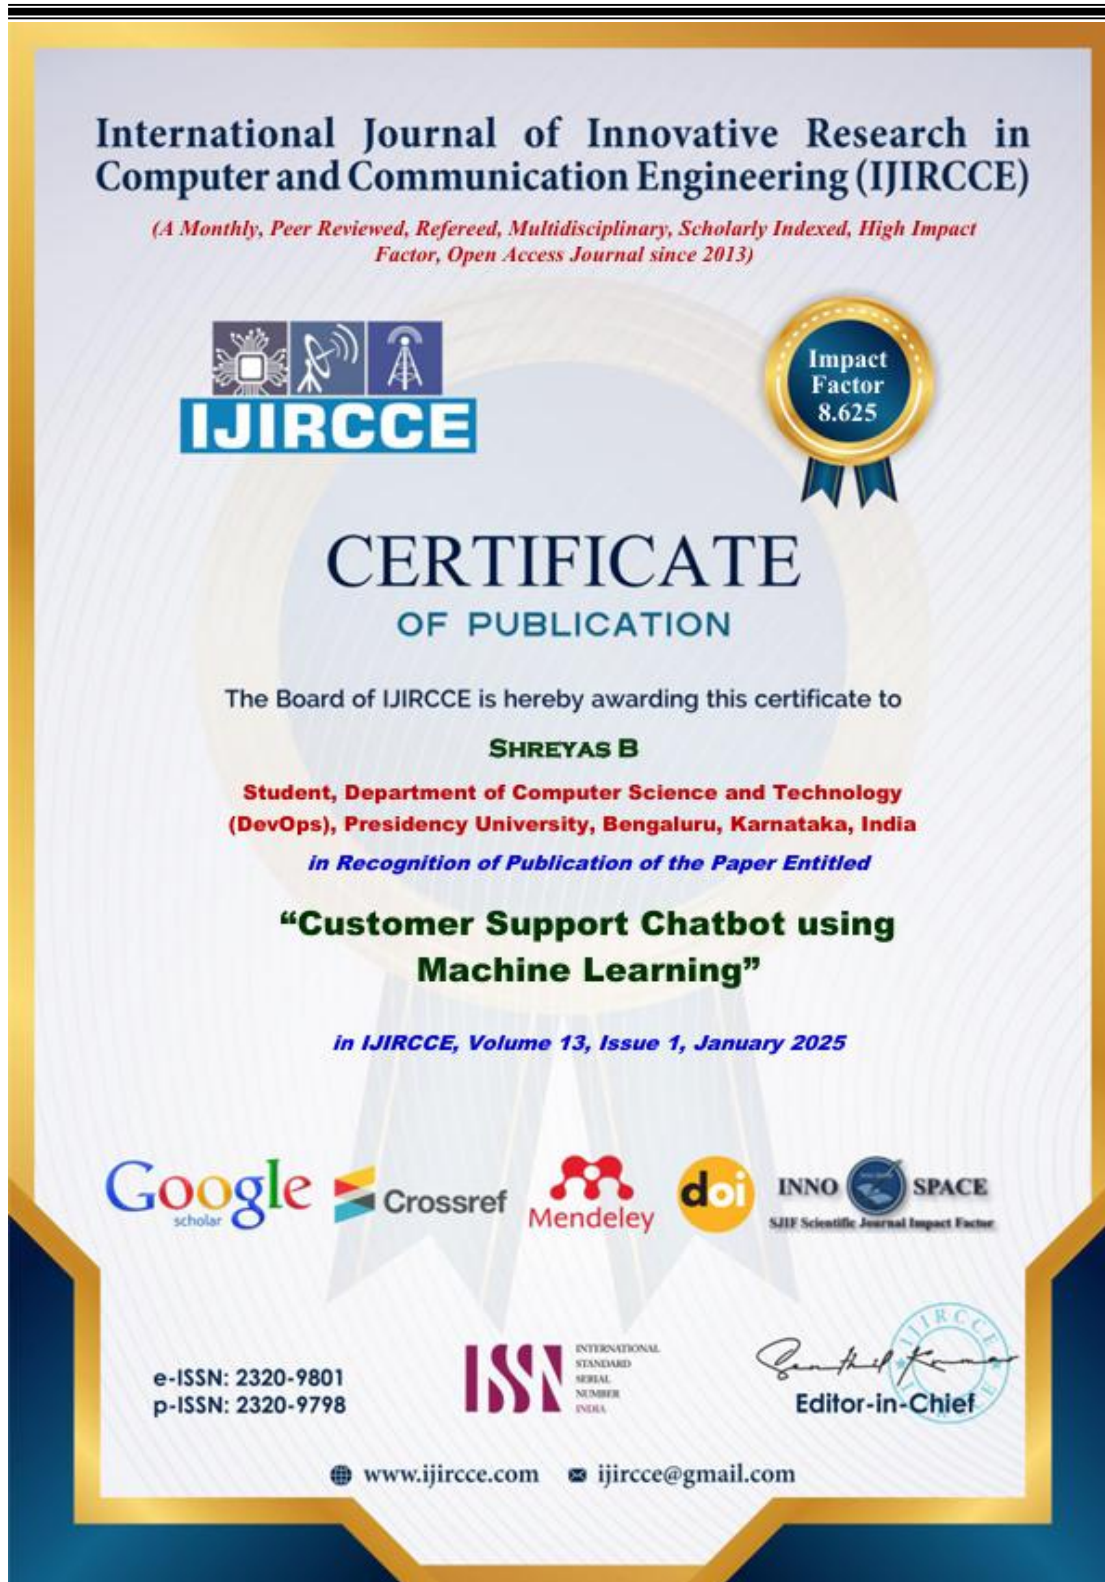 International Journal of Innovative Research in
Computer and Communication Engineering (IJIRCCE)
(A Monthly, Peer Reviewed, Refereed, Multidisciplinary, Scholarly Indexed, High Impact
Factor, Open Access Journal since 2013)
IJIRCCE
Impact
Factor
8.625
CERTIFICATE
OF PUBLICATION
The Board of IJIRCCE is hereby awarding this certificate to
SHREYAS B
Student, Department of Computer Science and Technology
(DevOps), Presidency University, Bengaluru, Karnataka, India
in Recognition of Publication of the Paper Entitled
“Customer Support Chatbot using
Machine Learning”
in IJIRCCE, Volume 13, Issue 1, January 2025
Google
scholar
Crossref
Mendeley
doi
INNO SPACE
SJIF Scientific Journal Impact Factor
e-ISSN: 2320-9801
p-ISSN: 2320-9798
ISSN
INTERNATIONAL
STANDARD
SERIAL
NUMBER
INDIA
IJIRCCE
Senthil Kumar
Editor-in-Chief
www.ijircce.com ijircce@gmail.com